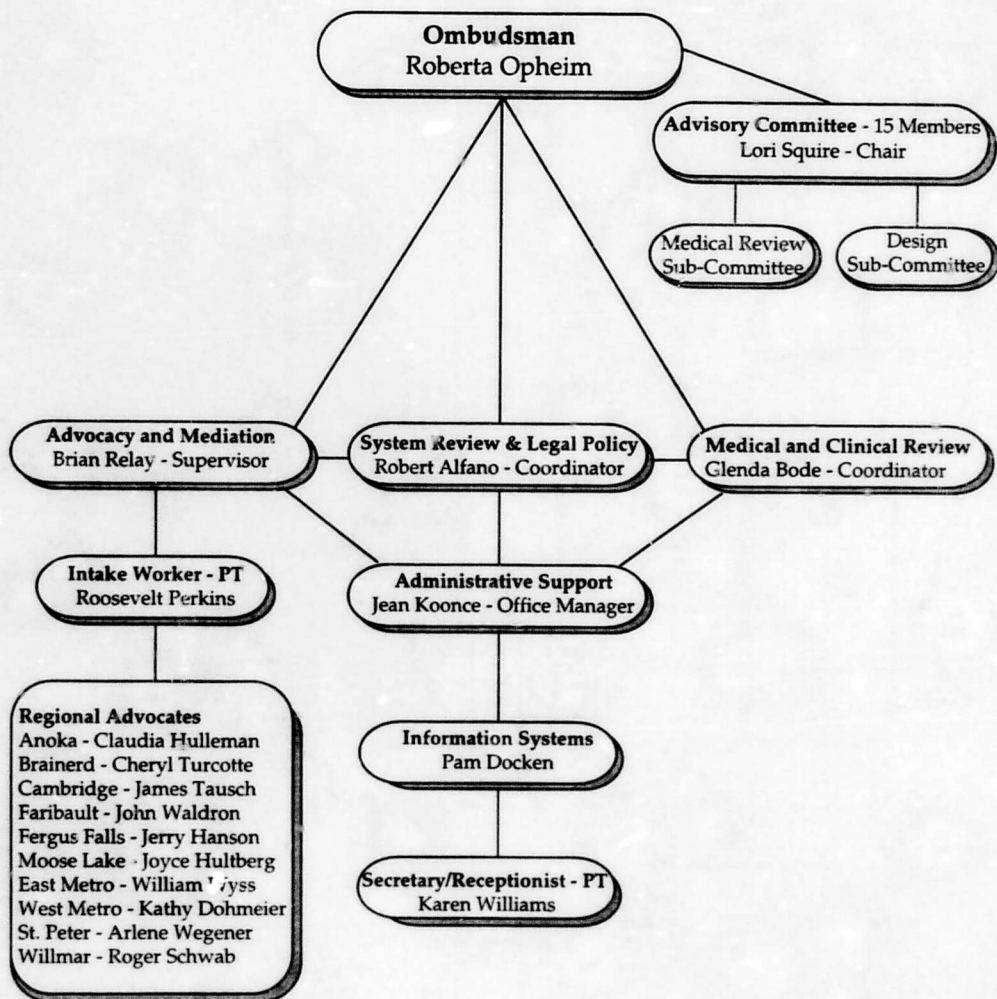 Ombudsman
Roberta Opheim
Advisory Committee - 15 Members
Lori Squire - Chair
Medical Review
Sub-Committee
Design
Sub-Committee
Advocacy and Mediation
Brian Relay - Supervisor
System Review & Legal Policy
Robert Alfano - Coordinator
Medical and Clinical Review
Glenda Bode - Coordinator
Intake Worker - PT
Roosevelt Perkins
Administrative Support
Jean Koonce - Office Manager
Regional Advocates
Anoka - Claudia Hulleman
Brainerd - Cheryl Turcotte
Cambridge - James Tausch
Faribault - John Waldron
Fergus Falls - Jerry Hanson
Moose Lake - Joyce Hultberg
East Metro - William Wyss
West Metro - Kathy Dohmeier
St. Peter - Arlene Wegener
Willmar - Roger Schwab
Information Systems
Pam Docken
Secretary/Receptionist - PT
Karen Williams